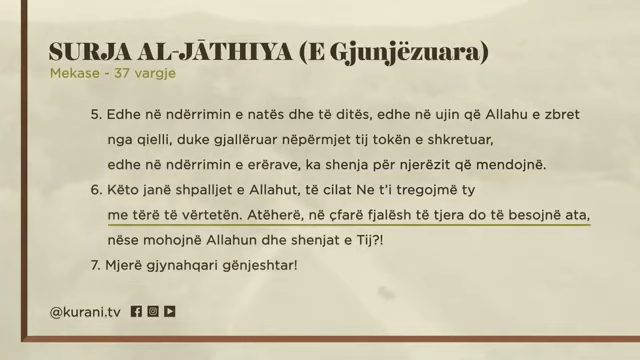 SURJA AL-JĀTHIYA (E Gjunjëzuara)
Mekase - 37 vargje
5. Edhe në ndërrimin e natës dhe të ditës, edhe në ujin që Allahu e zbret
nga qielli, duke gjallëruar nëpërmjet tij tokën e shkretuar,
edhe në ndërrimin e erërave, ka shenja për njerëzit që mendojnë.
6. Këto janë shpalljet e Allahut, të cilat Ne t'i tregojmë ty
me tërë të vërtetën. Atëherë, në çfarë fjalësh të tjera do të besojnë ata,
nëse mohojnë Allahun dhe shenjat e Tij?!
7. Mjerë gjynahqari gënjeshtar!
@kurani.tv